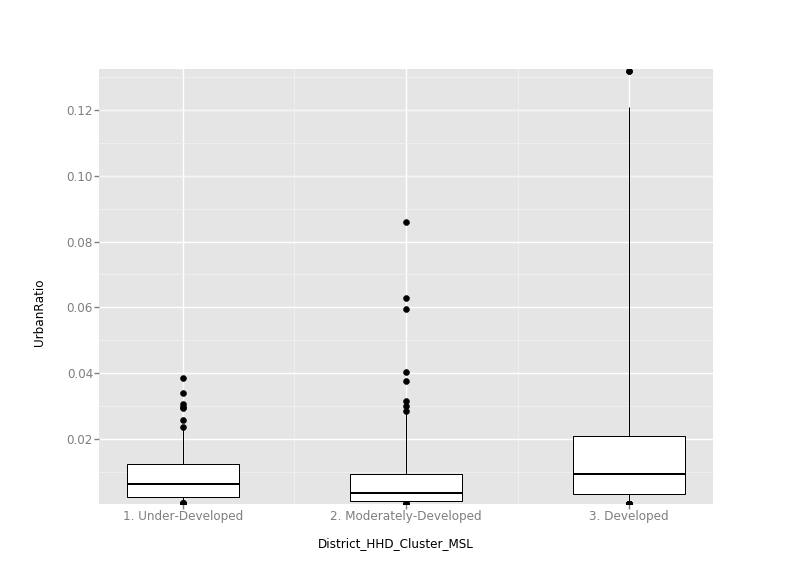 0.12
0.10
0.08
0.06
0.04
0.02
UrbanRatio
1. Under-Developed
2. Moderately-Developed
3. Developed
District_HHD_Cluster_MSL